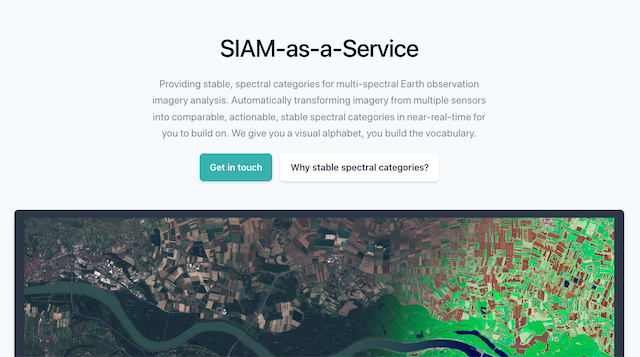 SIAM-as-a-Service
Providing stable, spectral categories for multi-spectral Earth observation
imagery analysis. Automatically transforming imagery from multiple sensors
into comparable, actionable, stable spectral categories in near-real-time for
you to build on. We give you a visual alphabet, you build the vocabulary.
Get in touch
Why stable spectral categories?